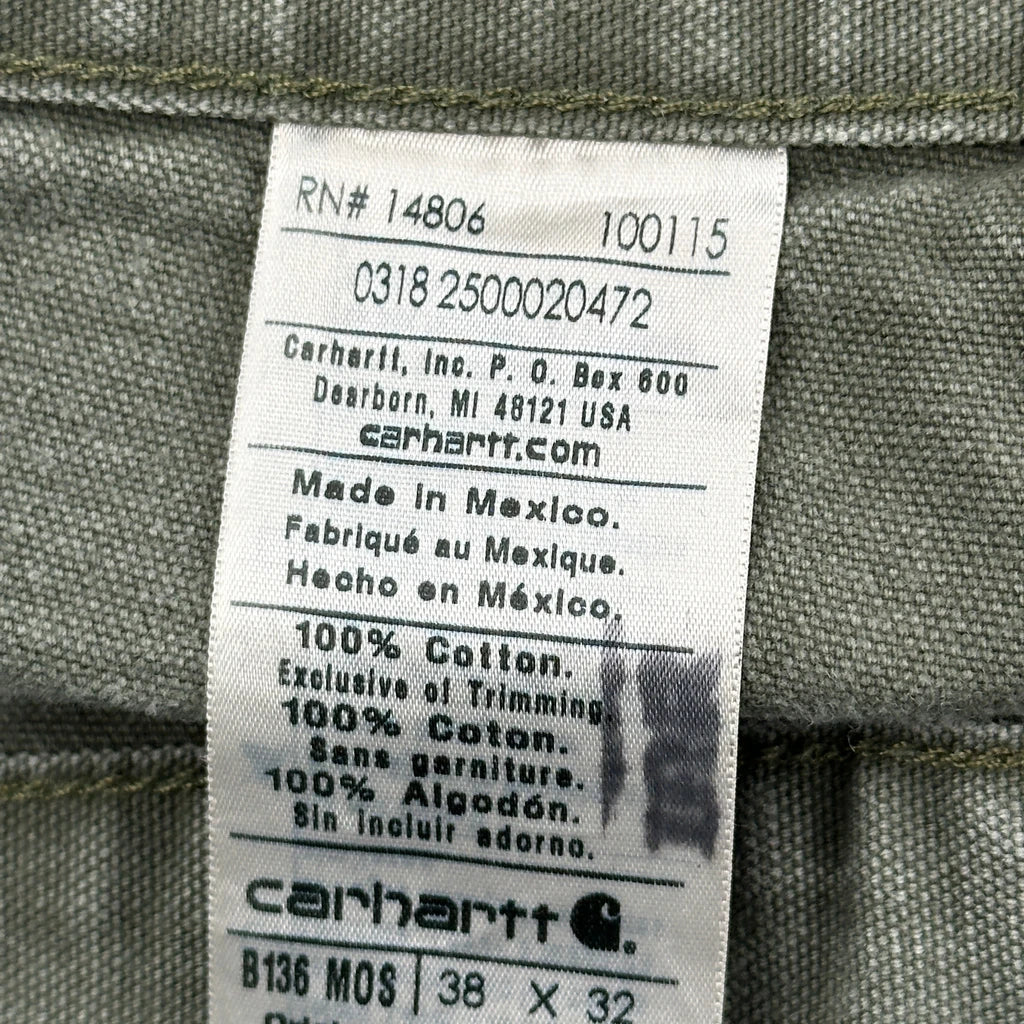 RN# 14806 100115
0318 2500020472
Carhartt, Inc. P. O. Box 600
Dearborn, MI 48121 USA
carhartt.com
Made in Mexico.
Fabriqué au Mexique.
Hecho en México.
100% Cotton.
Exclusive of Trimming.
100% Coton.
Sans garniture.
100% Algodón.
Sin incluir adorno.
carhartt
B136 MOS 38 X 32